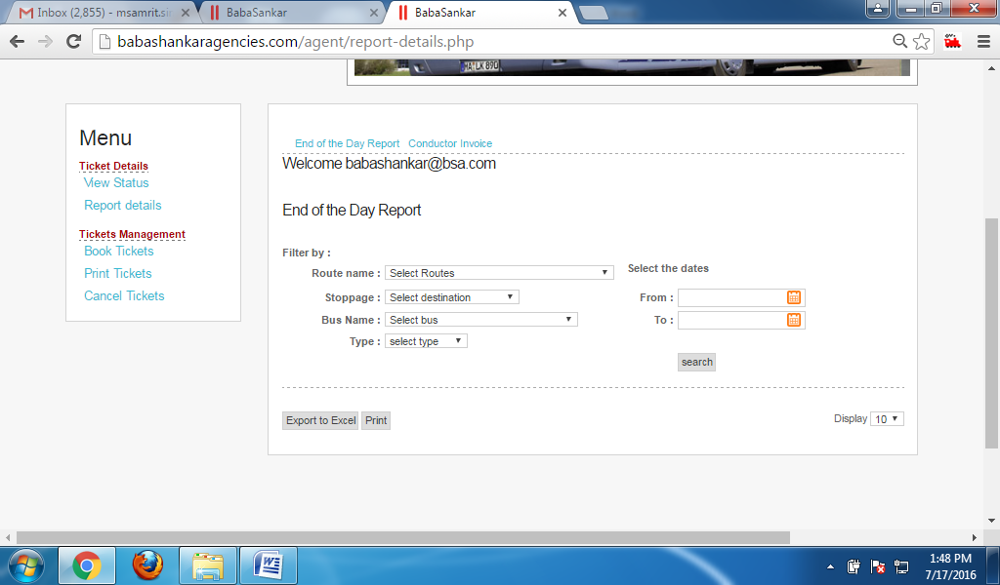 Inbox (2,855) - msamrit.si
BabaSankar
BabaSankar
babashankaragencies.com/agent/report-details.php
Menu
Ticket Details
View Status
Report details
Tickets Management
Book Tickets
Print Tickets
Cancel Tickets
End of the Day Report Conductor Invoice
Welcome babashankar@bsa.com
End of the Day Report
Filter by :
Route name : Select Routes
Stoppage : Select destination
Bus Name : Select bus
Type : select type
Select the dates
From :
To :
search
Export to Excel Print
Display 10
1:48 PM
7/17/2016